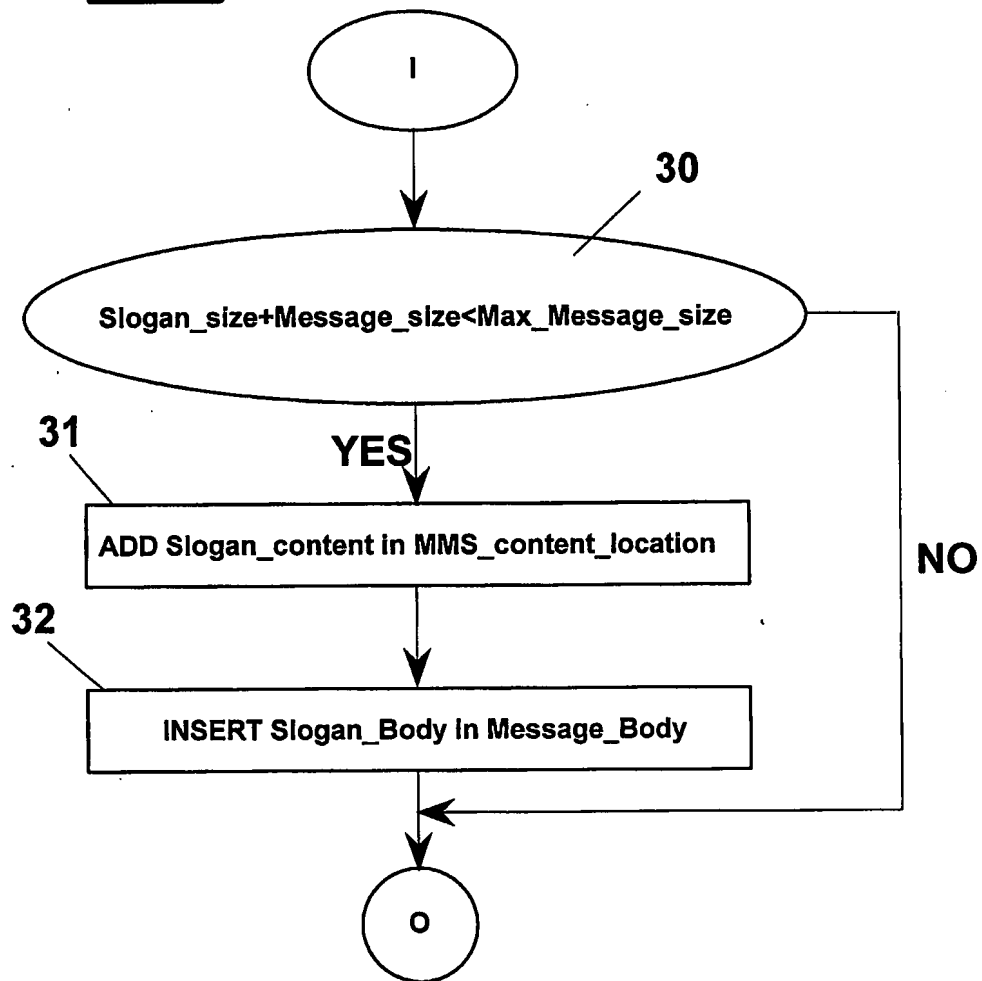 I
30
Slogan_size+Message_size<Max_Message_size
31
YES
ADD Slogan_content in MMS_content_location
NO
32
INSERT Slogan_Body in Message_Body
O